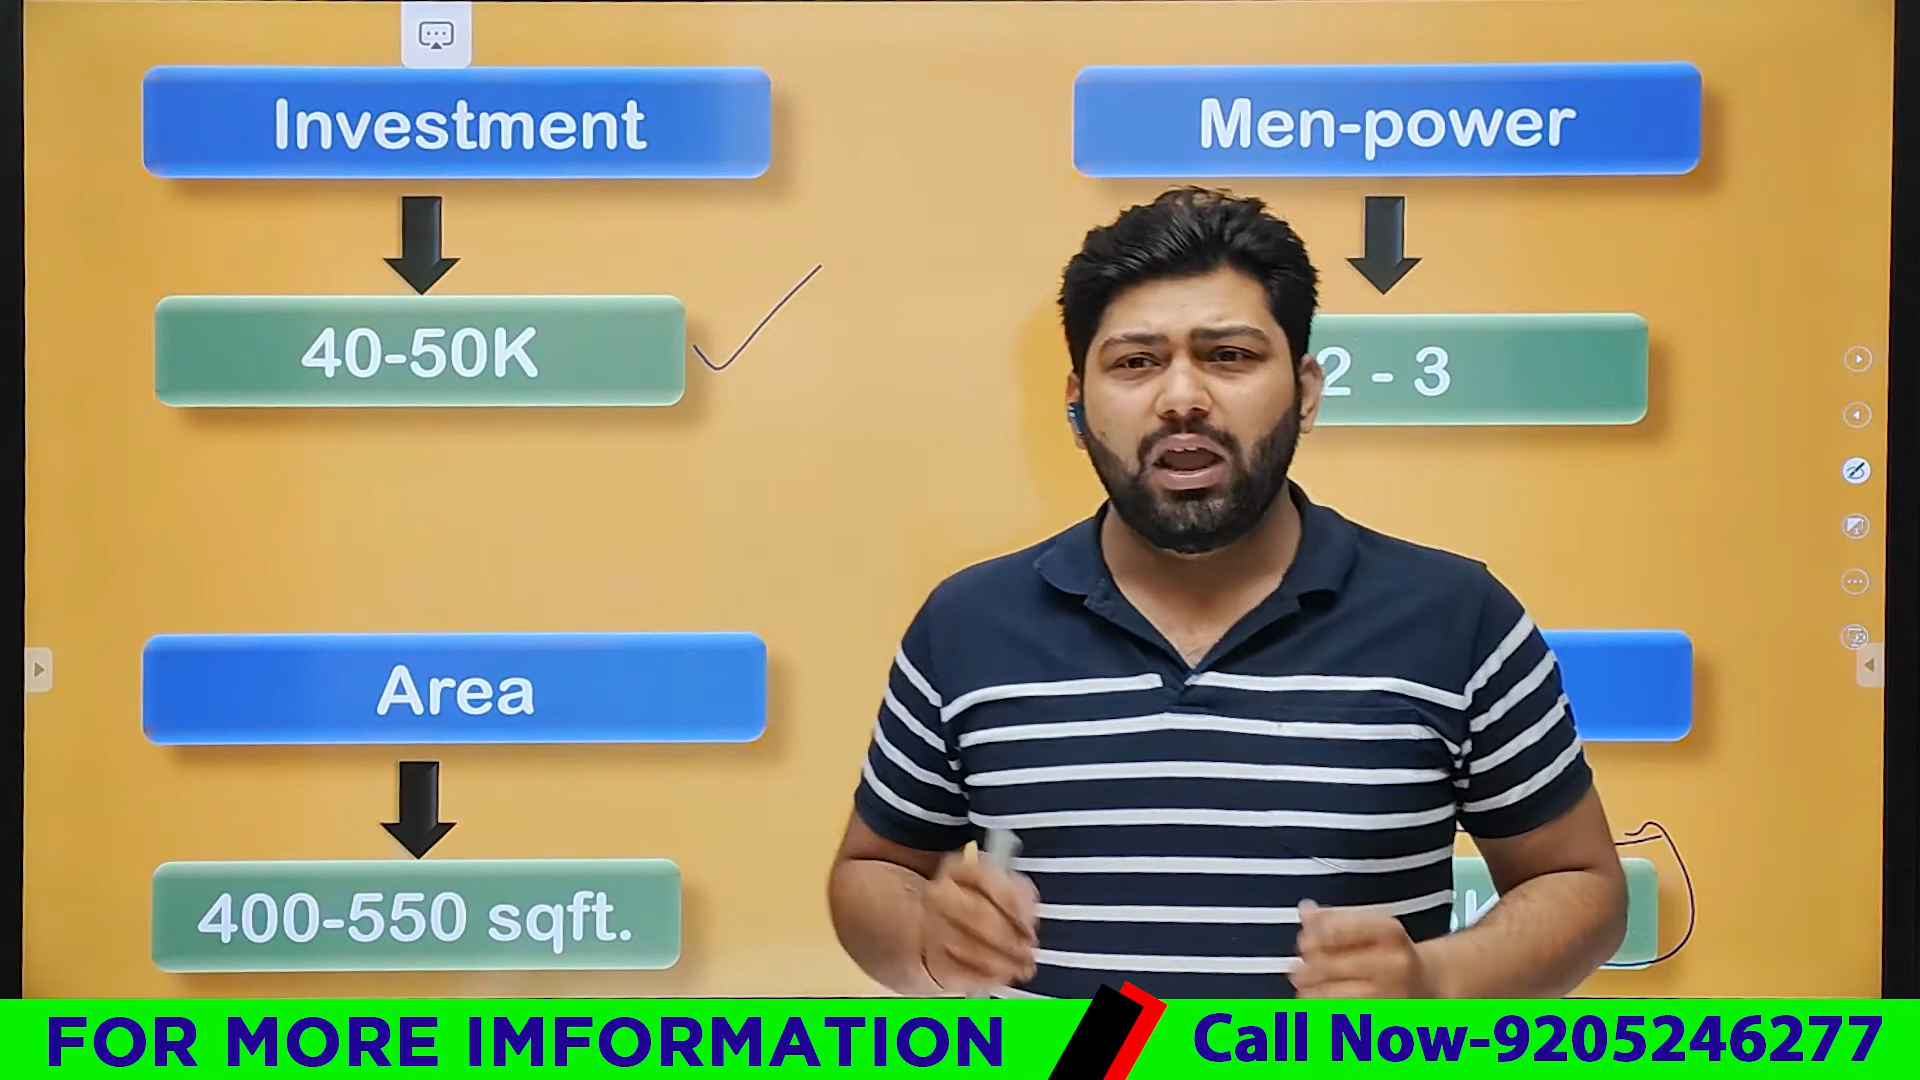 Investment
Men-power
40-50K
2 - 3
Area
400-550 sqft.
FOR MORE IMFORMATION
Call Now-9205246277